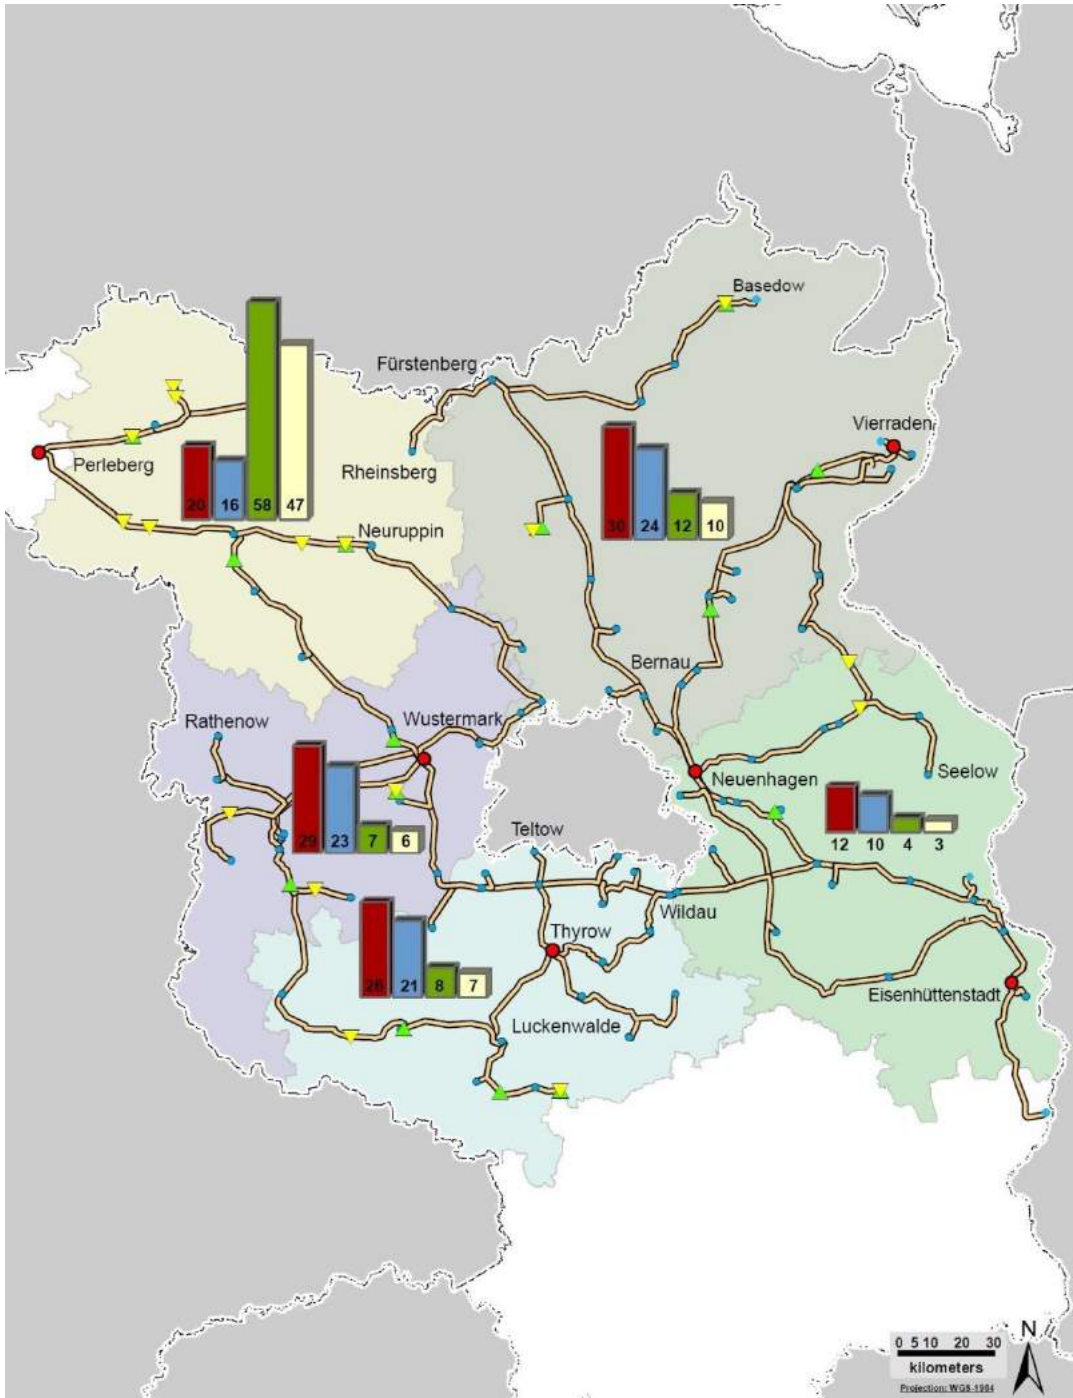 Basedow
Fürstenberg
Vierraden
Perleberg
Rheinsberg
20
16
58
47
30
24
12
10
Neuruppin
Bernau
Rathenow
Wustermark
Neuenhagen
Seelow
29
23
7
6
Teltow
12
10
4
3
Wildau
Thyrow
26
21
8
7
Eisenhüttenstadt
Luckenwalde
N
0 5 10 20 30
kilometers
Projection: WGS-1984